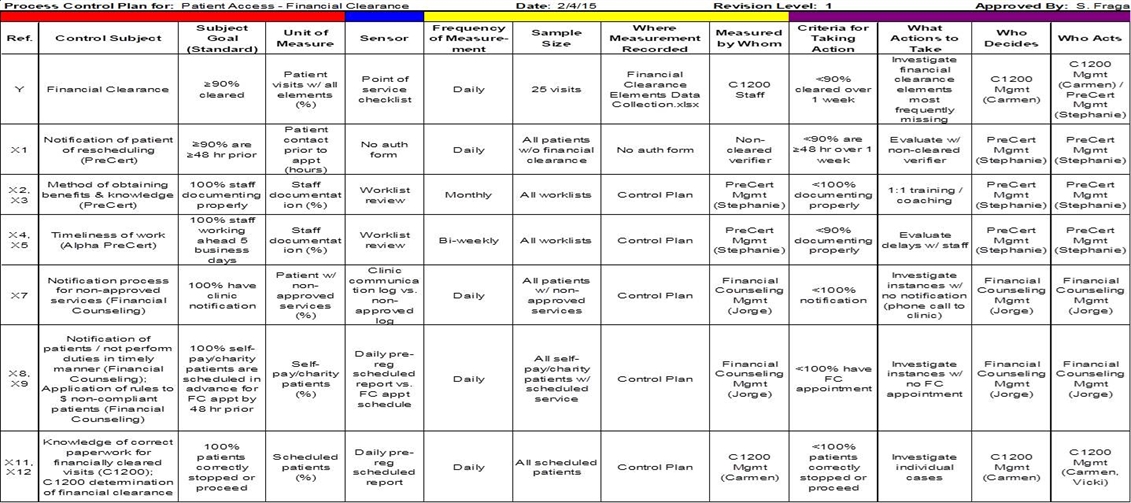 Process Control Plan for: Patient Access - Financial Clearance Date: 2/4/15 Revision Level: 1 Approved By: S. Fraga
Ref.
Control Subject
Subject
Goal
(Standard)
Unit of
Measure
Sensor
Frequency
of Measure-
ment
Sample
Size
Where
Measurement
Recorded
Measured
by Whom
Criteria for
Taking
Action
What
Actions to
Take
Who
Decides
Who Acts
Y
Financial Clearance
≥90%
cleared
Patient
visits w/ all
elements
(%)
Point of
service
checklist
Daily
25 visits
Financial
Clearance
Elements Data
Collection.xlsx
C1200
Staff
<90%
cleared over
1 week
Investigate
financial
clearance
elements
most
frequently
missing
C1200
Mgmt
(Carmen)
C1200
Mgmt
(Carmen) /
PreCert
Mgmt
(Stephanie)
X1
Notification of patient
of rescheduling
(PreCert)
≥90% are
≥48 hr prior
Patient
contact
prior to
appt
(hours)
No auth
form
Daily
All patients
w/o financial
clearance
No auth form
Non-
cleared
verifier
<90% are
≥48 hr over 1
week
Evaluate w/
non-cleared
verifier
PreCert
Mgmt
(Stephanie)
PreCert
Mgmt
(Stephanie)
X2,
X3
Method of obtaining
benefits & knowledge
(PreCert)
100% staff
documenting
properly
Staff
documentat
ion (%)
Worklist
review
Monthly
All worklists
Control Plan
PreCert
Mgmt
(Stephanie)
<100%
documenting
properly
1:1 training /
coaching
PreCert
Mgmt
(Stephanie)
PreCert
Mgmt
(Stephanie)
X4,
X5
Timeliness of work
(Alpha PreCert)
100% staff
working
ahead 5
business
days
Staff
documentat
ion (%)
Worklist
review
Bi-weekly
All worklists
Control Plan
PreCert
Mgmt
(Stephanie)
<90%
documenting
properly
Evaluate
delays w/ staff
PreCert
Mgmt
(Stephanie)
PreCert
Mgmt
(Stephanie)
X7
Notification process
for non-approved
services (Financial
Counseling)
100% have
clinic
notification
Patient w/
non-
approved
services
(%)
Clinic
communica
tion log vs.
non-
approved
log
Daily
All patients
w/ non-
approved
services
Control Plan
Financial
Counseling
Mgmt
(Jorge)
<100%
notification
Investigate
instances w/
no notification
(phone call to
clinic)
Financial
Counseling
Mgmt
(Jorge)
Financial
Counseling
Mgmt
(Jorge)
X8,
X9
Notification of
patients / not perform
duties in timely
manner (Financial
Counseling);
Application of rules to
$ non-compliant
patients (Financial
Counseling)
100% self-
pay/charity
patients are
scheduled in
advance for
FC appt by
48 hr prior
Self-
pay/charity
patients
(%)
Daily pre-
reg
scheduled
report vs.
FC appt
schedule
Daily
All self-
pay/charity
patients w/
scheduled
service
Control Plan
Financial
Counseling
Mgmt
(Jorge)
<100% have
FC
appointment
Investigate
instances w/
no FC
appointment
Financial
Counseling
Mgmt
(Jorge)
Financial
Counseling
Mgmt
(Jorge)
X11,
X12
Knowledge of correct
paperwork for
financially cleared
visits (C1200);
C1200 determination
of financial clearance
100%
patients
correctly
stopped or
proceed
Scheduled
patients
(%)
Daily pre-
reg
scheduled
report
Daily
All scheduled
patients
Control Plan
C1200
Mgmt
(Carmen)
<100%
patients
correctly
stopped or
proceed
Investigate
individual
cases
C1200
Mgmt
(Carmen)
C1200
Mgmt
(Carmen,
Vicki)